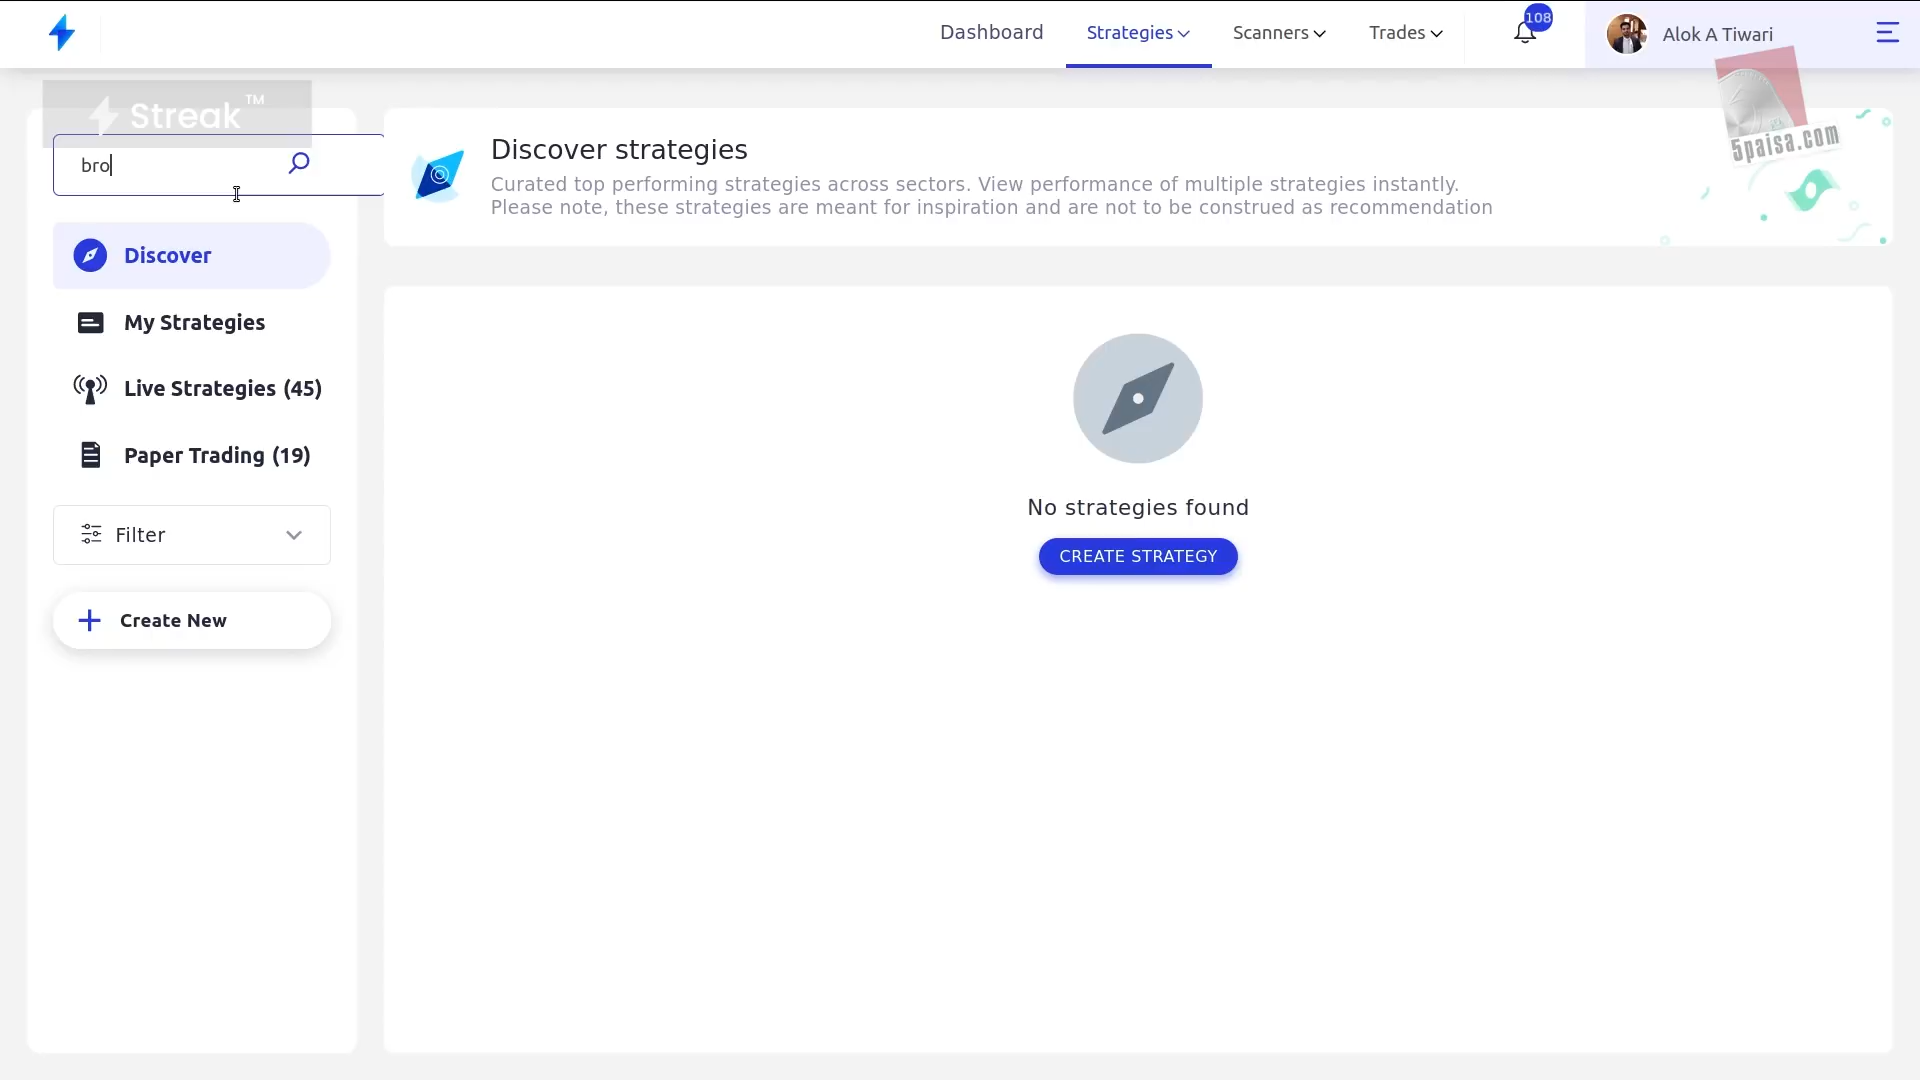 Dashboard
Strategies
Scanners
Trades
108
Alok A Tiwari
Streak™
5paisa.com
bro
Discover
My Strategies
Live Strategies (45)
Paper Trading (19)
Filter
Create New
Discover strategies
Curated top performing strategies across sectors. View performance of multiple strategies instantly.
Please note, these strategies are meant for inspiration and are not to be construed as recommendation
No strategies found
CREATE STRATEGY